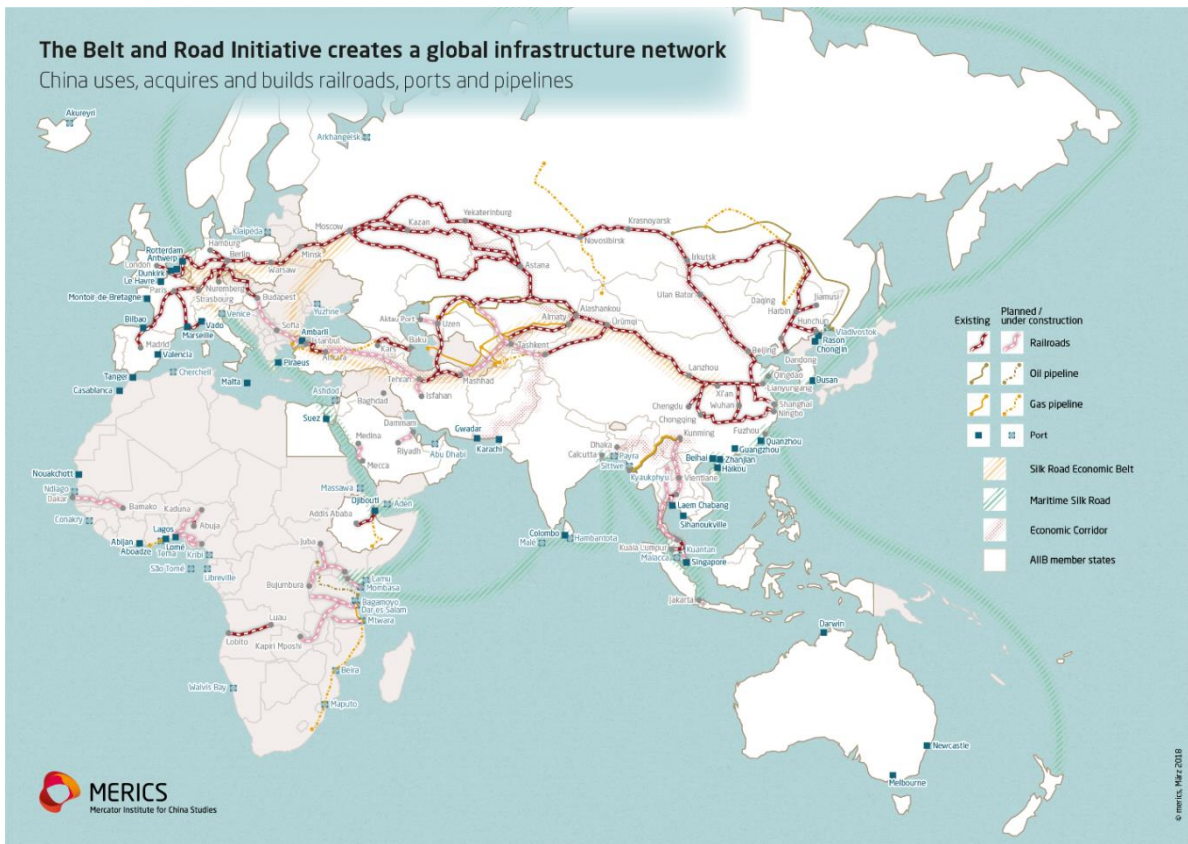 The Belt and Road Initiative creates a global infrastructure network
China uses, acquires and builds railroads, ports and pipelines
Akureyri
Arkhangelsk
Klaipėda
Moscow
Kazan
Yekaterinburg
Krasnoyarsk
Novosibirsk
Rotterdam
Antwerp
Hamburg
Berlin
Minsk
Warsaw
London
Dunkirk
Le Havre
Paris
Nuremberg
Strasbourg
Montoir-de-Bretagne
Budapest
Astana
Irkutsk
Ulan Bator
Yuzhne
Venice
Bilbao
Vado
Marseille
Madrid
Valencia
Sofia
Ambarli
Istanbul
Ankara
Piraeus
Aktau Port
Uzen
Kars
Baku
Almaty
Alashankou
Ürümqi
Tashkent
Daqing
Jiamusi
Harbin
Hunchun
Vladivostok
Rason
Chongjin
Beijing
Dandong
Busan
Lanzhou
Qingdao
Lianyungang
Xi'an
Wuhan
Shanghai
Ningbo
Chengdu
Chongqing
Tanger
Casablanca
Cherchell
Malta
Tehran
Mashhad
Isfahan
Ashdod
Baghdad
Suez
Dammam
Medina
Riyadh
Abu Dhabi
Mecca
Gwadar
Karachi
Kunming
Fuzhou
Quanzhou
Guangzhou
Dhaka
Calcutta
Payra
Sittwe
Kyaukphyu
Beihai
Zhanjian
Haikou
Vientiane
Laem Chabang
Sihanoukville
Nouakchott
Ndiago
Dakar
Bamako
Conakry
Kaduna
Abuja
Lagos
Abijan
Lomé
Aboadze
Tema
Kribi
São-Tomé
Libreville
Massawa
Djibouti
Aden
Addis Ababa
Juba
Colombo
Hambantota
Male
Kuala Lumpur
Kuantan
Malacca
Singapore
Jakarta
Bujumbura
Lamu
Mombasa
Bagamoyo
Dar es Salam
Mtwara
Luau
Lobito
Kapiri Mposhi
Beira
Walvis Bay
Maputo
Darwin
Newcastle
Melbourne
Existing
Planned /
under construction
Railroads
Oil pipeline
Gas pipeline
Port
Silk Road Economic Belt
Maritime Silk Road
Economic Corridor
AIIB member states
MERICS
Mercator Institute for China Studies
© merics, März 2018